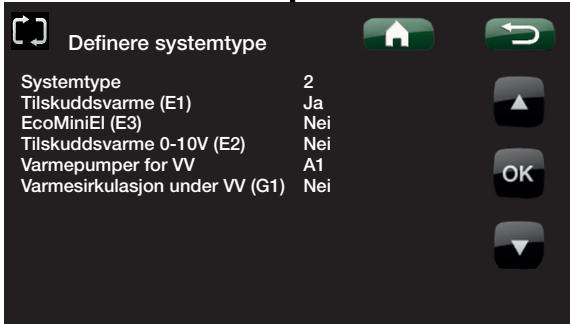 Definere systemtype
Systemtype 2
Tilskuddsvarme (E1) Ja
EcoMiniEl (E3) Nei
Tilskuddsvarme 0-10V (E2) Nei
Varmepumper for VV A1
Varmesirkulasjon under VV (G1) Nei
OK